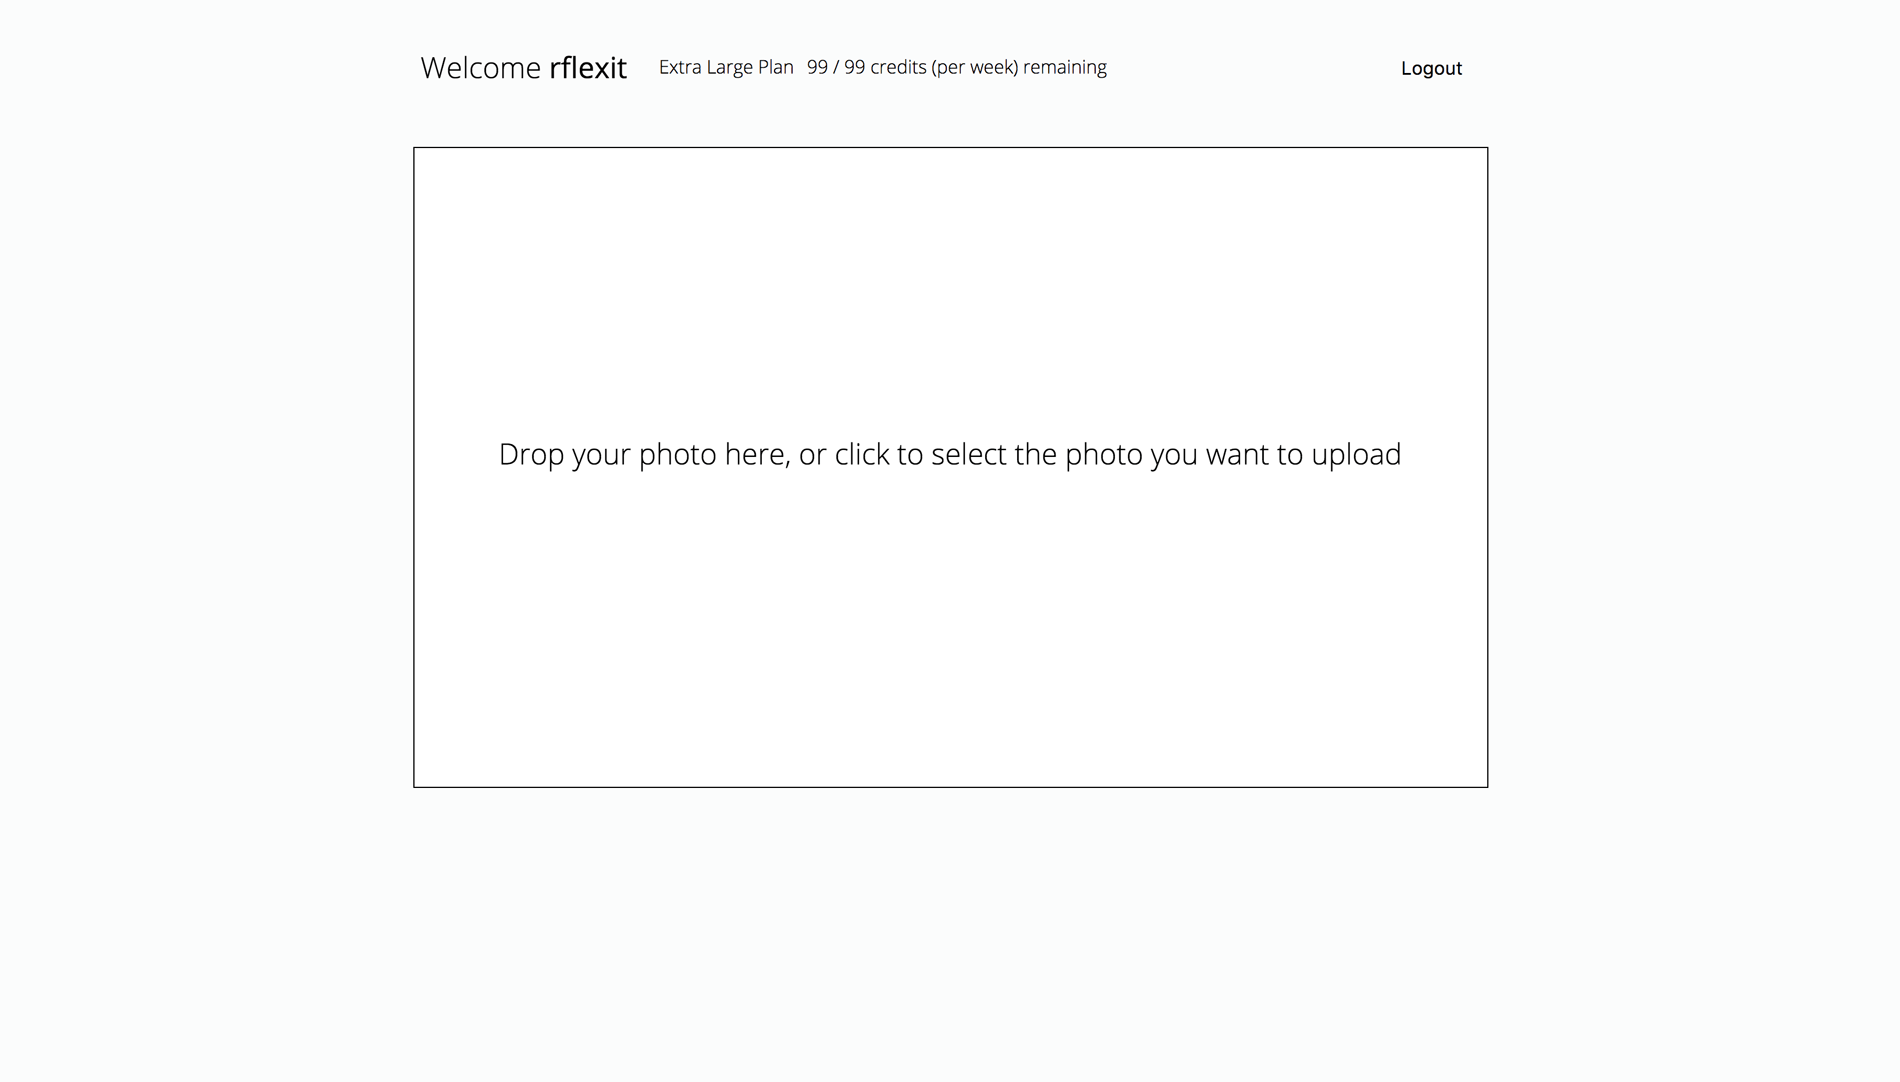 Welcome rflexit Extra Large Plan 99 / 99 credits (per week) remaining Logout
Drop your photo here, or click to select the photo you want to upload